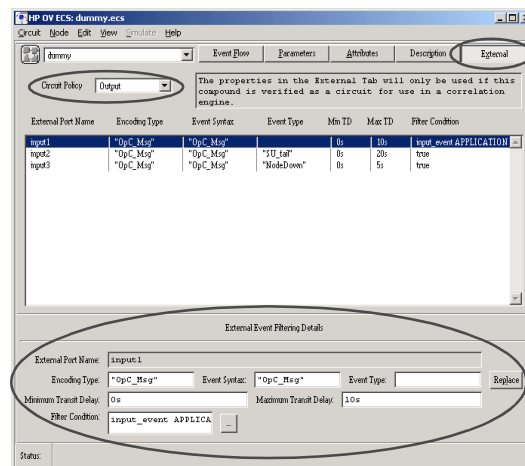 HP OV ECS: dummy.ecs
Circuit Node Edit View Simulate Help
dummy Event Flow Parameters Attributes Description External
Circuit Policy Output
The properties in the External Tab will only be used if this
compound is verified as a circuit for use in a correlation
engine.
External Port Name Encoding Type Event Syntax Event Type Min TD Max TD Filter Condition
input1 "OpC_Msg" "OpC_Msg" 0s 10s input_event APPLICATION
input2 "OpC_Msg" "OpC_Msg" "SU_fail" 0s 20s true
input3 "OpC_Msg" "OpC_Msg" "NodeDown" 0s 5s true
External Event Filtering Details
External Port Name: input1
Encoding Type: "OpC_Msg" Event Syntax: "OpC_Msg" Event Type: Replace
Minimum Transit Delay: 0s Maximum Transit Delay: 10s
Filter Condition: input_event APPLICA ...
Status: